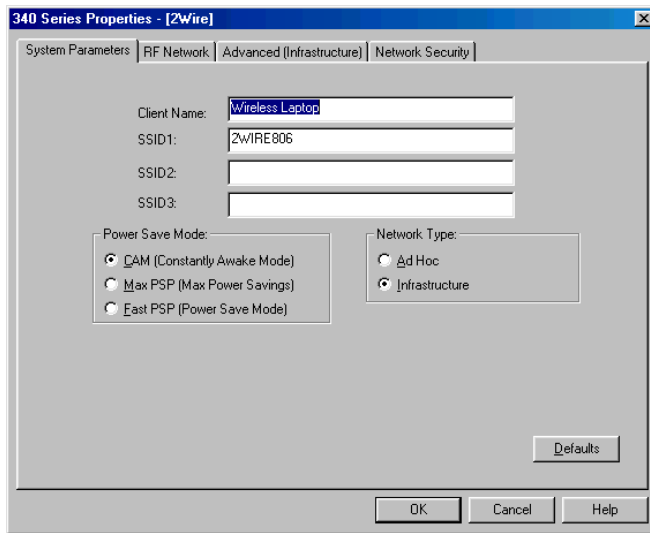 340 Series Properties - [2Wire]
System Parameters RF Network Advanced (Infrastructure) Network Security
Client Name: Wireless Laptop
SSID1: 2WIRE806
SSID2:
SSID3:
Power Save Mode:
CAM (Constantly Awake Mode)
Max PSP (Max Power Savings)
Fast PSP (Power Save Mode)
Network Type:
Ad Hoc
Infrastructure
Defaults
OK Cancel Help